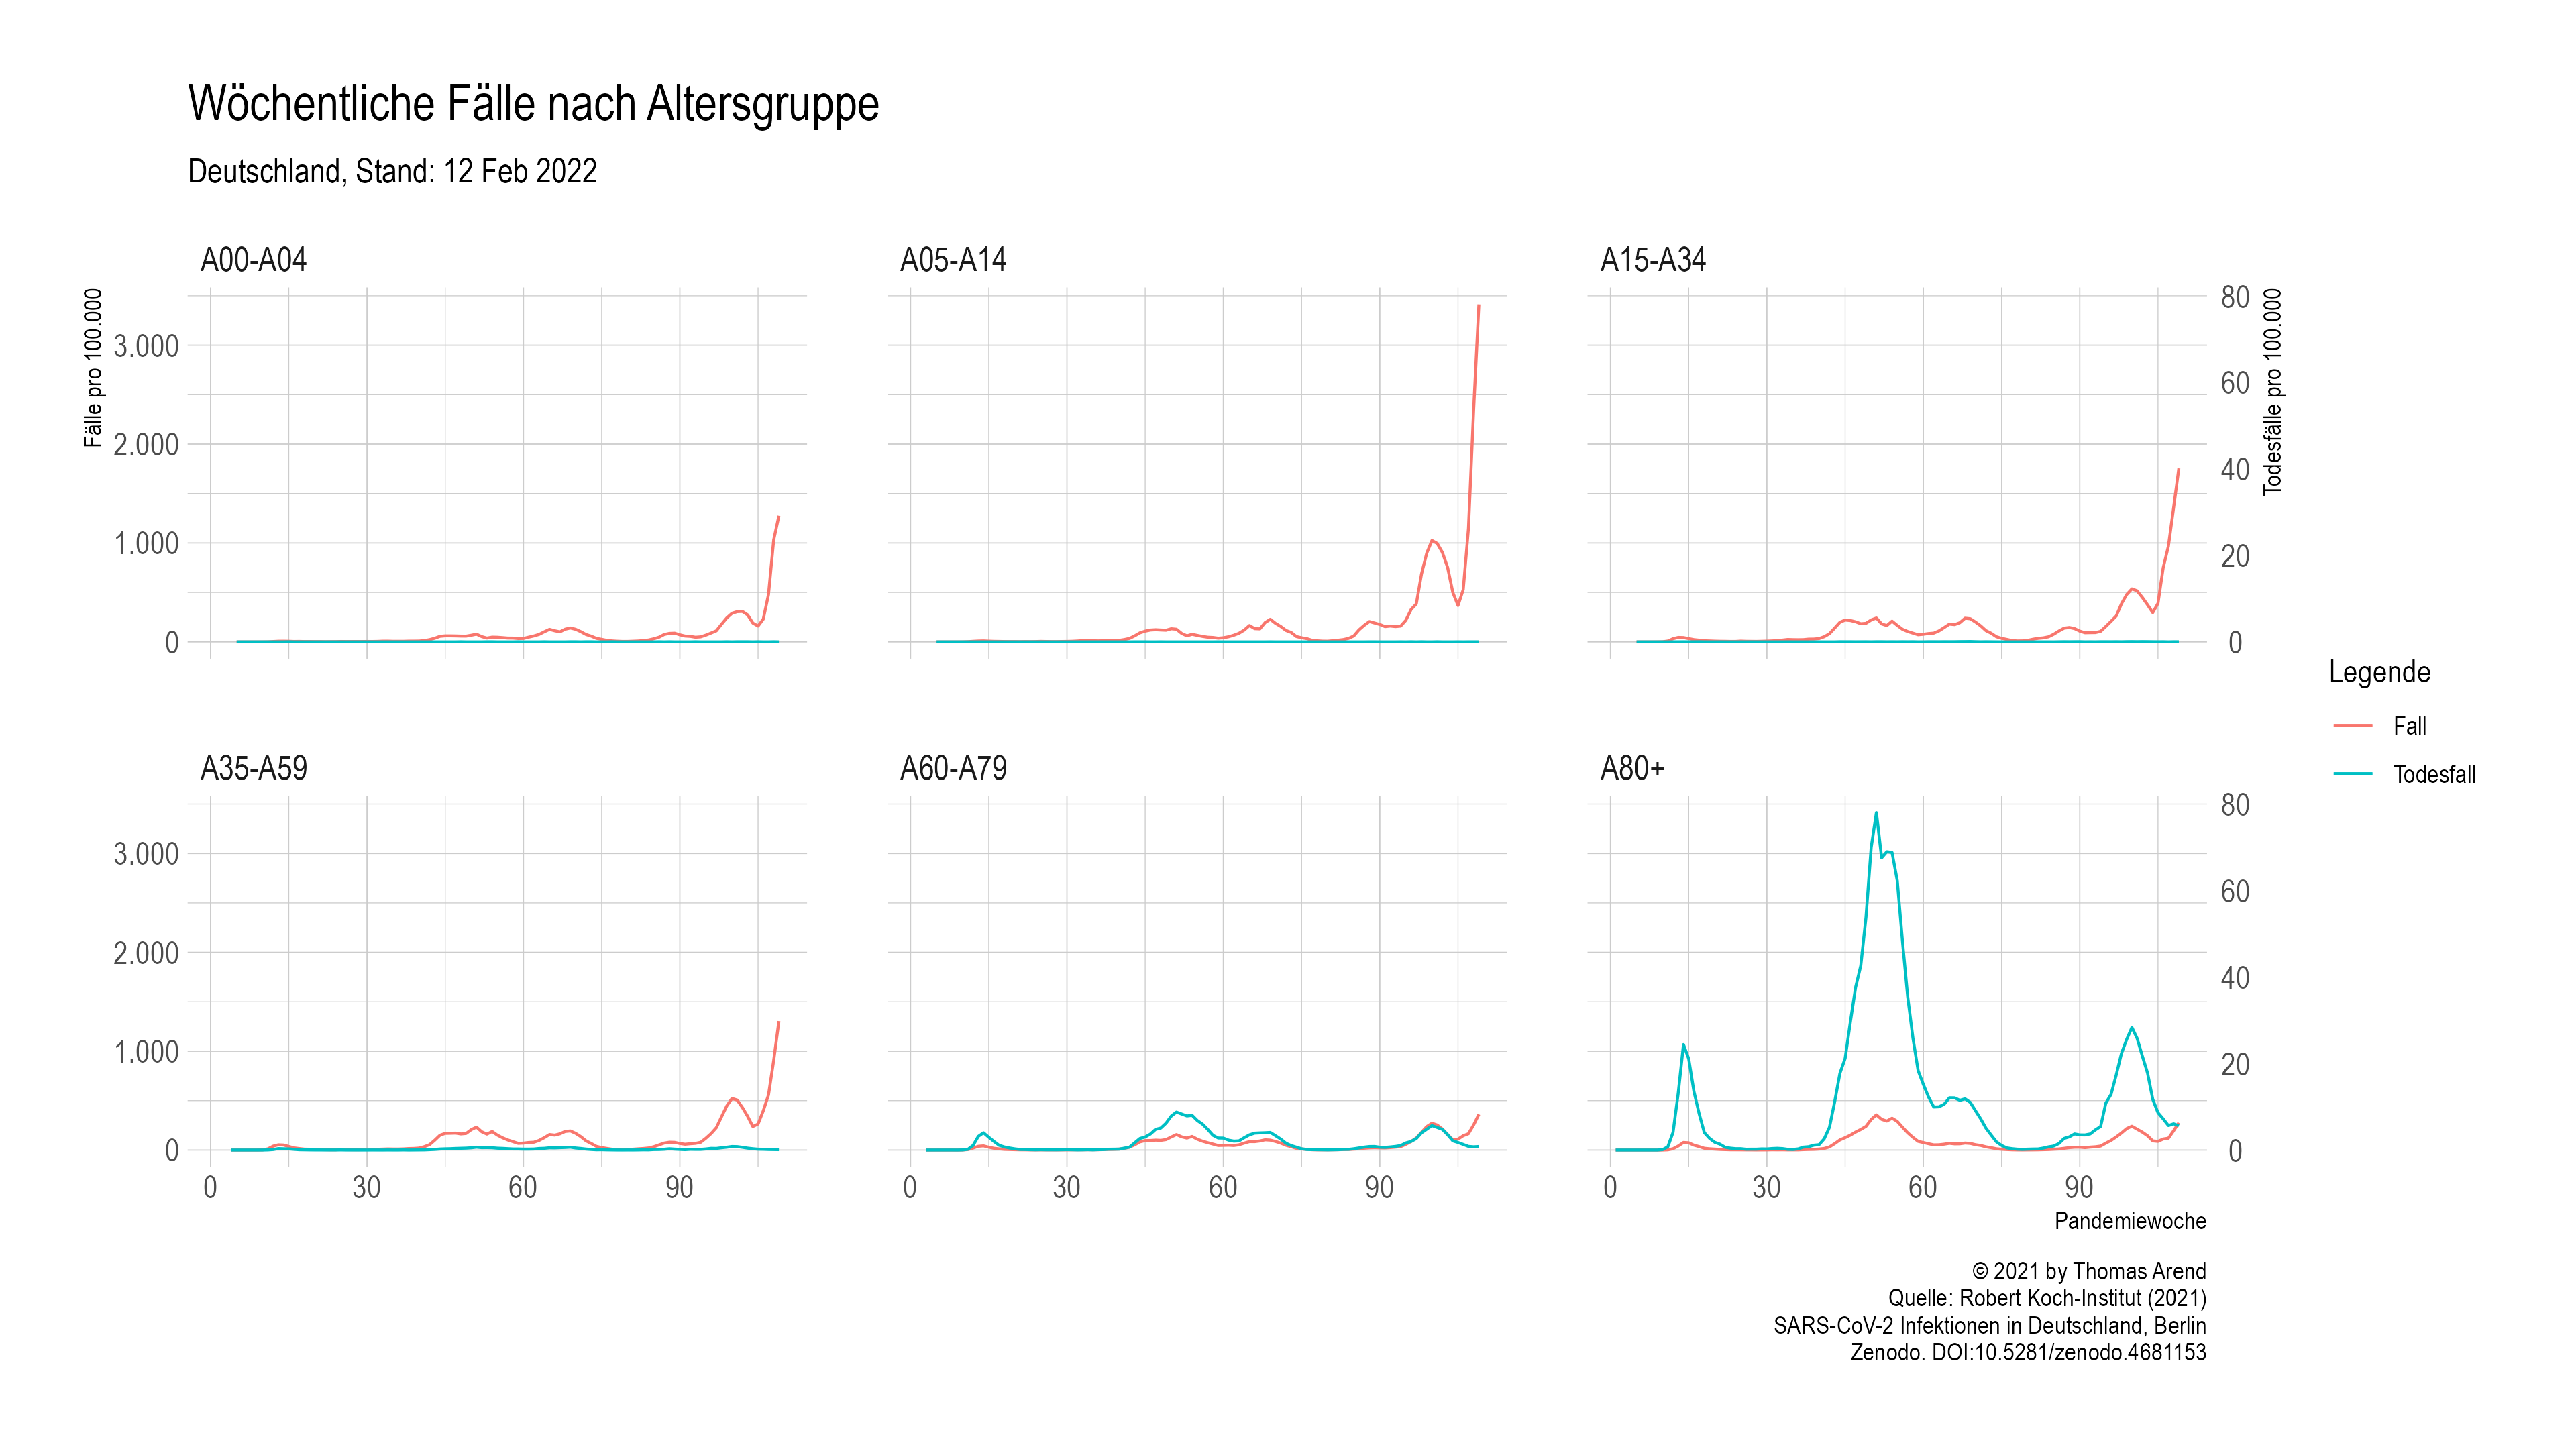 Wöchentliche Fälle nach Altersgruppe
Deutschland, Stand: 12 Feb 2022
A00-A04
A05-A14
A15-A34
Fälle pro 100.000
3.000
2.000
1.000
0
80
60
40
20
0
Todesfälle pro 100.000
Legende
Fall
Todesfall
A35-A59
A60-A79
A80+
3.000
2.000
1.000
0
80
60
40
20
0
0 30 60 90
0 30 60 90
0 30 60 90
Pandemiewoche
© 2021 by Thomas Arend
Quelle: Robert Koch-Institut (2021)
SARS-CoV-2 Infektionen in Deutschland, Berlin
Zenodo. DOI:10.5281/zenodo.4681153